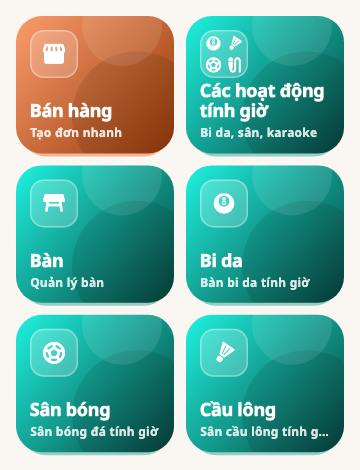 Bán hàng
Tạo đơn nhanh
8
Các hoạt động
tính giờ
Bi da, sân, karaoke
Bàn
Quản lý bàn
8
Bi da
Bàn bi da tính giờ
Sân bóng
Sân bóng đá tính giờ
Cầu lông
Sân cầu lông tính g...